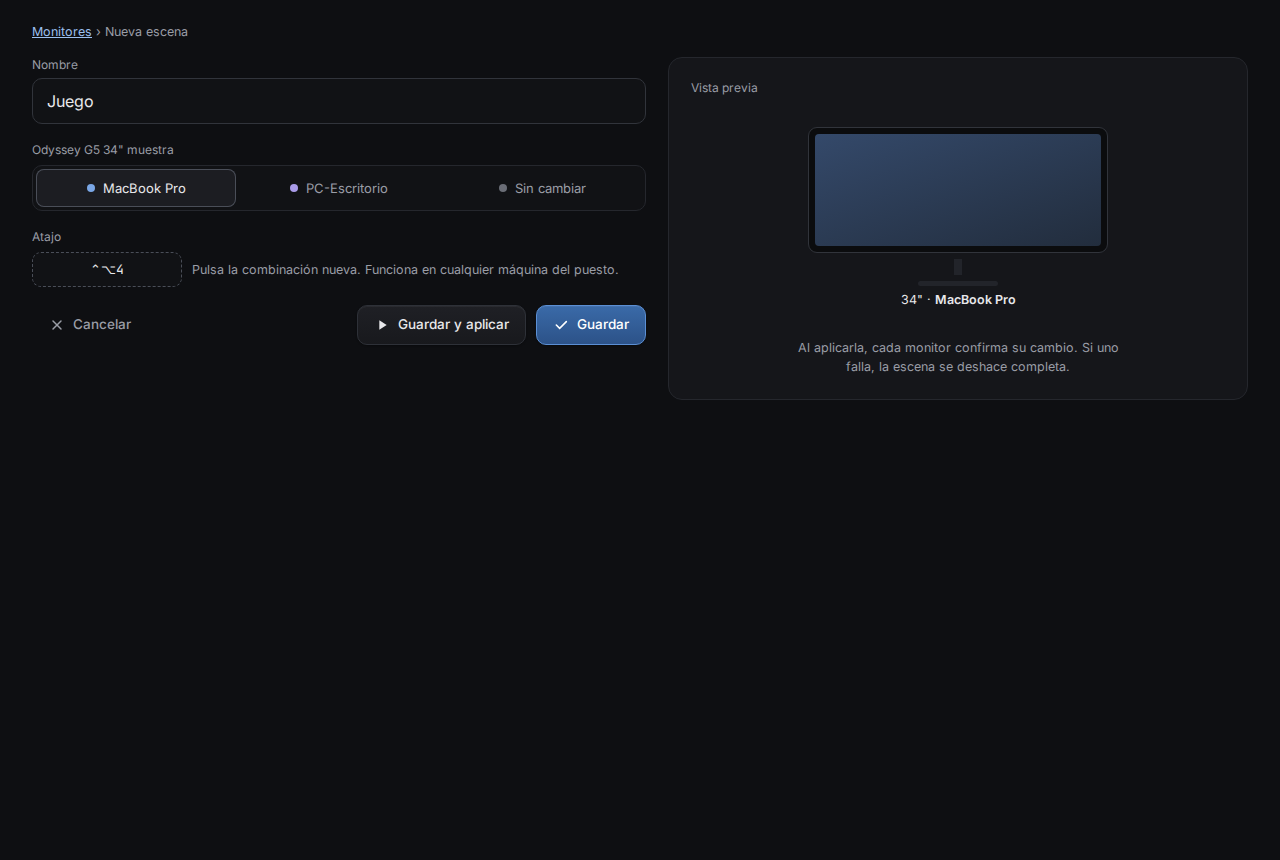 Monitores › Nueva escena
Nombre
Juego
Odyssey G5 34" muestra
MacBook Pro
PC-Escritorio
Sin cambiar
Atajo
⌃⌥4
Pulsa la combinación nueva. Funciona en cualquier máquina del puesto.
Cancelar
Guardar y aplicar
Guardar
Vista previa
34" · MacBook Pro
Al aplicarla, cada monitor confirma su cambio. Si uno
falla, la escena se deshace completa.